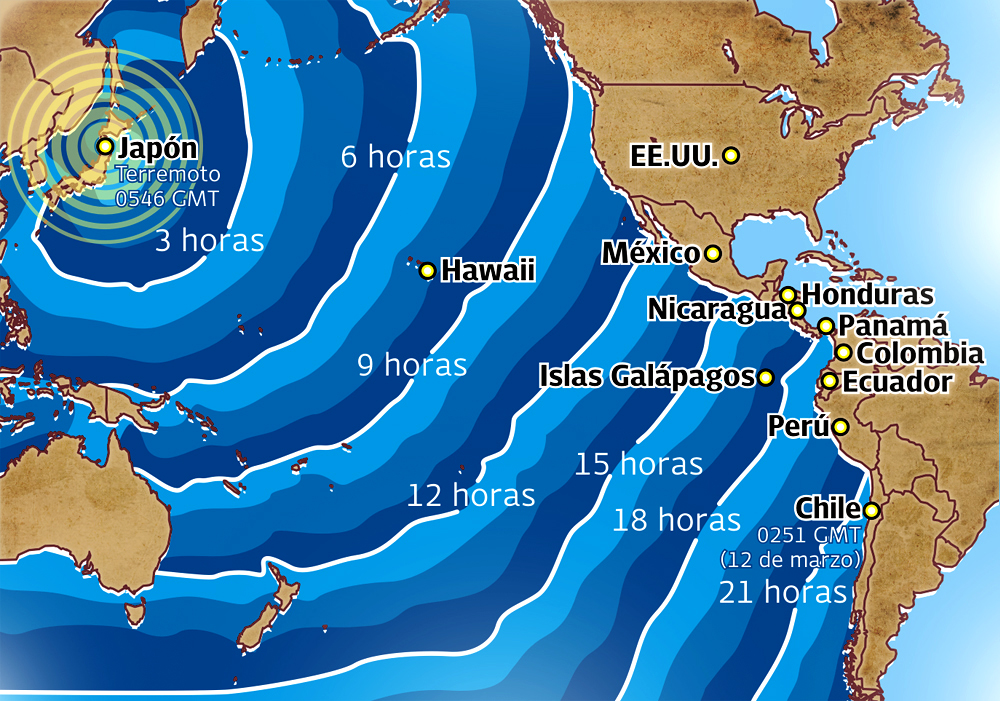 Japón
Terremoto
0546 GMT
3 horas
6 horas
EÈ.UU.
México
Hawaii
Honduras
Nicaragua
Panamá
Colombia
9 horas
Islas Galápagos
Ecuador
Perú
15 horas
12 horas
Chile
18 horas
0251 GMT
(12 de marzo)
21 horas